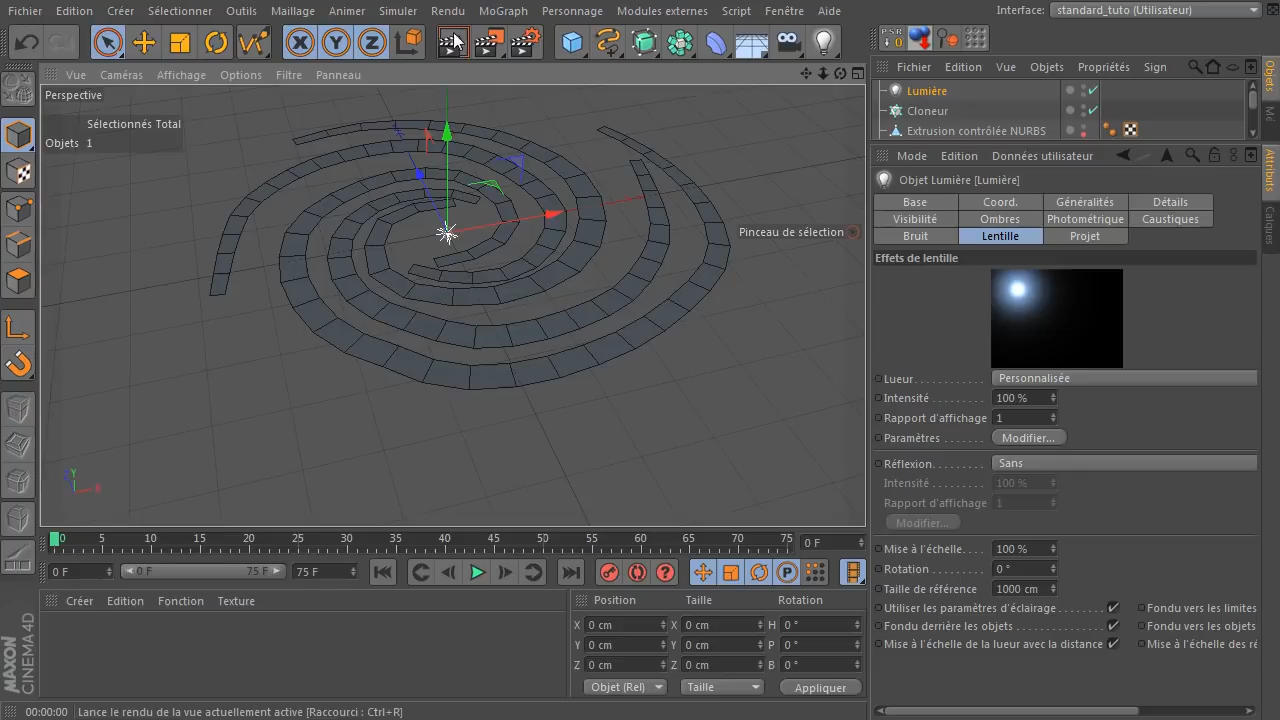 Fichier Edition Créer Sélectionner Outils Maillage Animer Simuler Rendu MoGraph Personnage Modules externes Script Fenêtre Aide Interface: standard_tuto (Utilisateur)
PSR
X Y Z
Vue Caméras Affichage Options Filtre Panneau
Fichier Edition Vue Objets Propriétés Sign
Perspective
Lumière
Sélectionnés Total
Cloneur
Objets 1
Extrusion contrôlée NURBS
Objets
Mode Edition Données utilisateur
Attributs
Objet Lumière [Lumière]
Base Coord. Généralités Détails
Visibilité Ombres Photométrique Caustiques
Calques
Pinceau de sélection
Bruit Lentille Projet
Effets de lentille
Lueur Personnalisée
Intensité 100 %
Rapport d'affichage 1
Paramètres Modifier...
Réflexion Sans
Intensité 100 %
Rapport d'affichage 1
Modifier...
Y
X
0 5 10 15 20 25 30 35 40 45 50 55 60 65 70 75 0 F
Mise à l'échelle 100 %
0 F 0 F 75 F 75 F P
Rotation 0 °
Taille de référence 1000 cm
Créer Edition Fonction Texture
Position Taille Rotation
Utiliser les paramètres d'éclairage Fondu vers les limites
X 0 cm X 0 cm H 0 °
Fondu derrière les objets Fondu vers les objets
Y 0 cm Y 0 cm P 0 °
Mise à l'échelle de la lueur avec la distance Mise à l'échelle des ré
Z 0 cm Z 0 cm B 0 °
Objet (Rel) Taille Appliquer
MAXON
CINEMA 4D
00:00:00 Lance le rendu de la vue actuellement active [Raccourci : Ctrl+R]